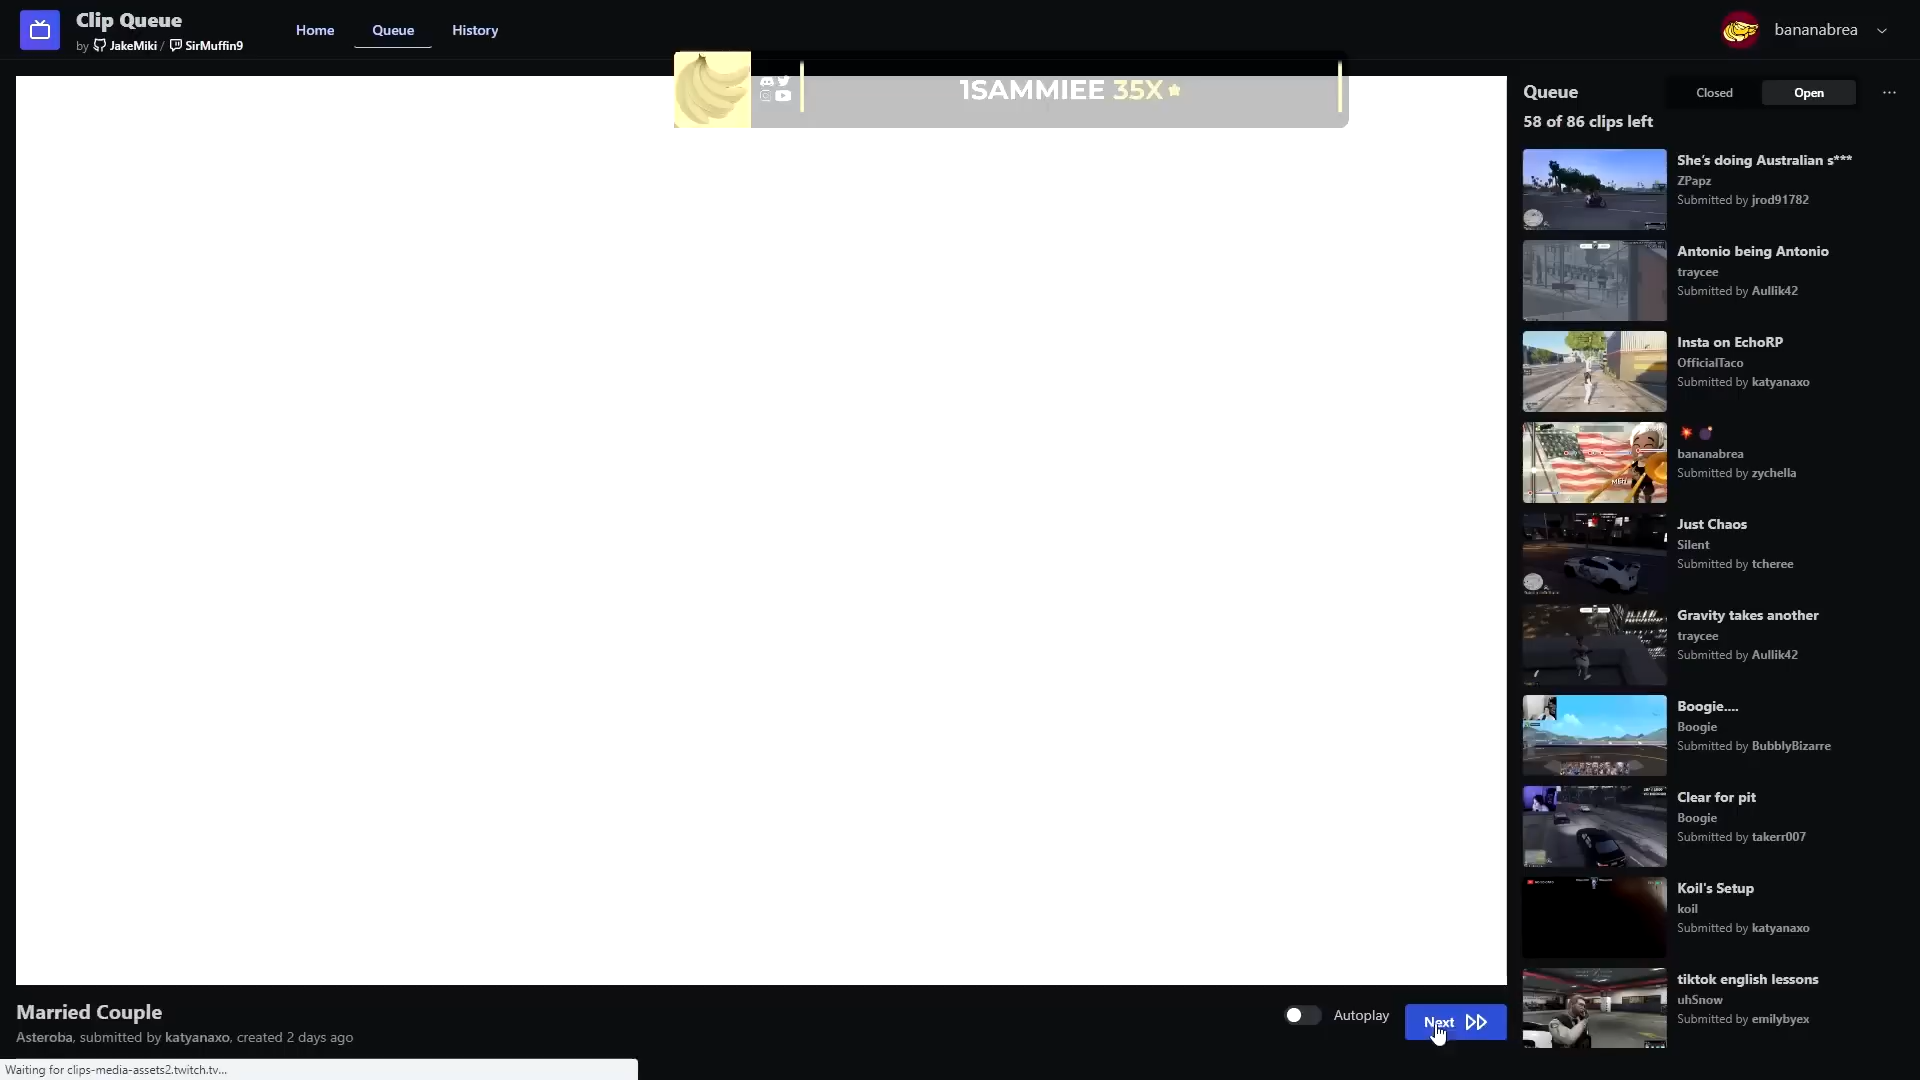 Clip Queue
by JakeMiki / SirMuffin9
Home
Queue
History
bananabrea
1SAMMIEE 35X
Queue
Closed
Open
58 of 86 clips left
She's doing Australian s***
ZPapz
Submitted by jrod91782
Antonio being Antonio
traycee
Submitted by Aullik42
Insta on EchoRP
OfficialTaco
Submitted by katyanaxo
bananabrea
Submitted by zychella
Just Chaos
Silent
Submitted by tcheree
Gravity takes another
traycee
Submitted by Aullik42
Boogie....
Boogie
Submitted by BubblyBizarre
Clear for pit
Boogie
Submitted by takerr007
Koil's Setup
koil
Submitted by katyanaxo
tiktok english lessons
uhSnow
Submitted by emilybyex
Married Couple
Asteroba, submitted by katyanaxo, created 2 days ago
Autoplay
Next
Waiting for clips-media-assets2.twitch.tv...